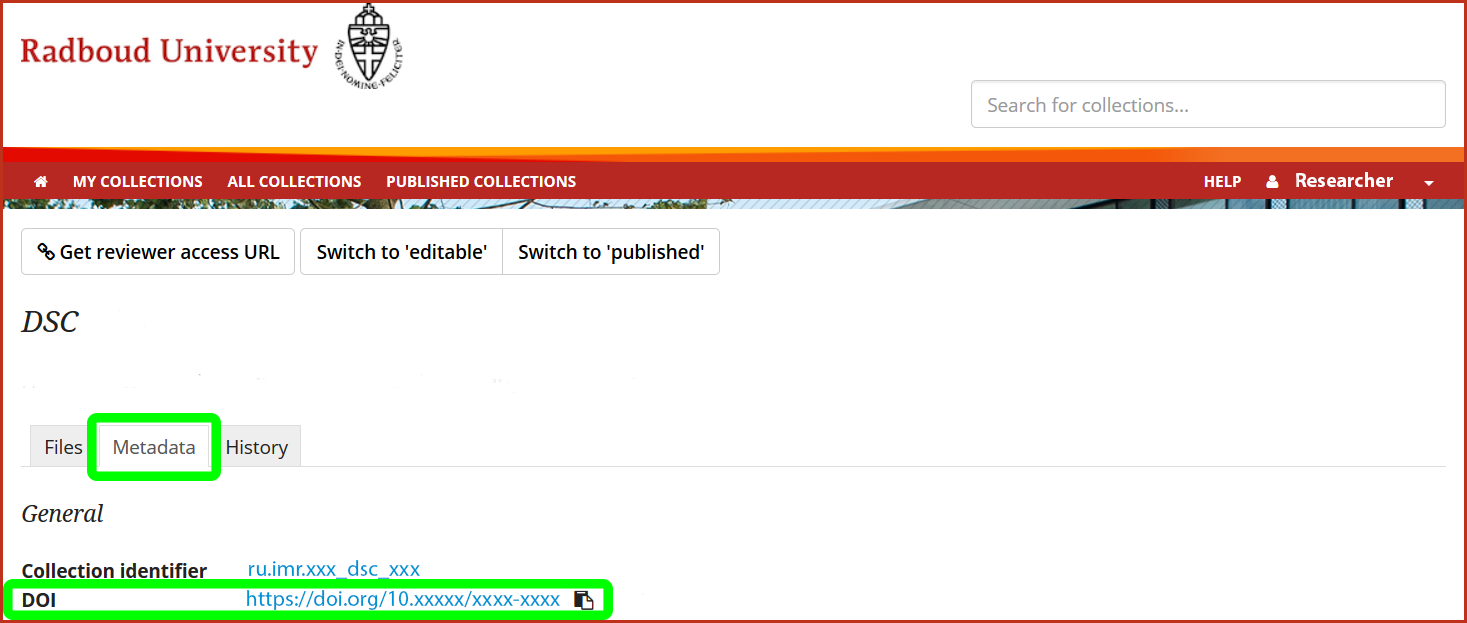 Radboud University
IN·DEI·NOMINE·FELICITER
Search for collections...
MY COLLECTIONS ALL COLLECTIONS PUBLISHED COLLECTIONS HELP Researcher
Get reviewer access URL Switch to 'editable' Switch to 'published'
DSC
Files Metadata History
General
Collection identifier ru.imr.xxx_dsc_xxx
DOI https://doi.org/10.xxxxx/xxxx-xxxx